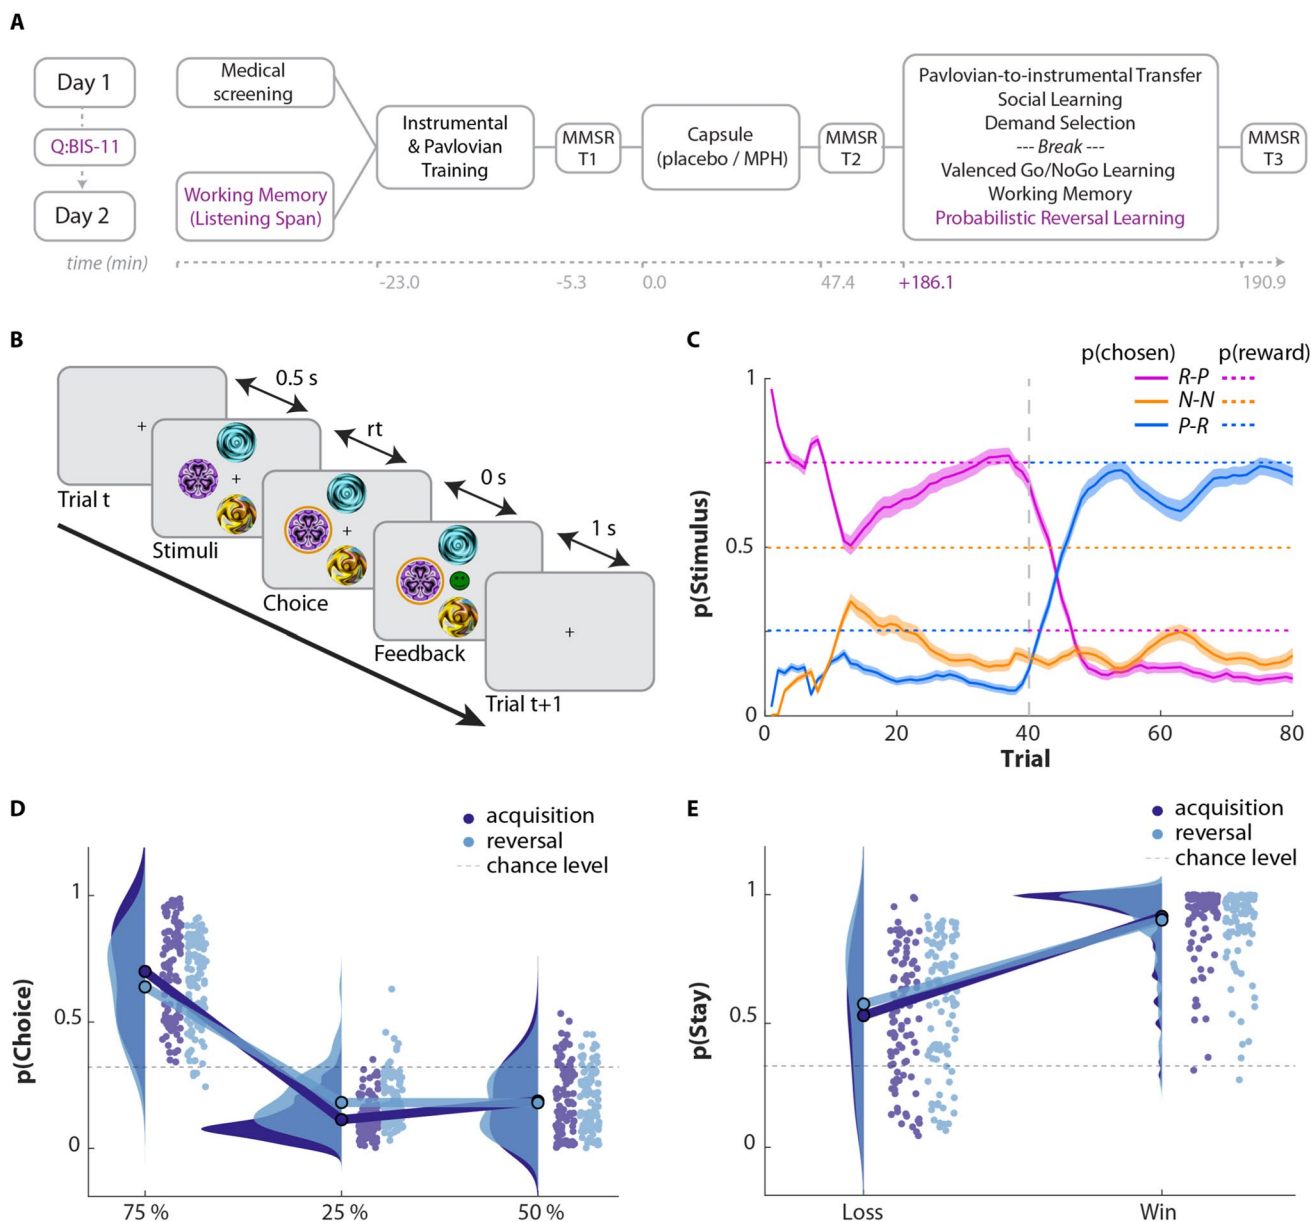 A
Day 1
Q:BIS-11
Day 2
time (min)
Medical
screening
Working Memory
(Listening Span)
Instrumental
& Pavlovian
Training
MMSR
T1
Capsule
(placebo / MPH)
MMSR
T2
Pavlovian-to-instrumental Transfer
Social Learning
Demand Selection
--- Break ---
Valenced Go/NoGo Learning
Working Memory
Probabilistic Reversal Learning
MMSR
T3
-23.0
-5.3
0.0
47.4
+186.1
190.9
B
0.5 s
rt
0 s
1 s
+
+
+
+
Trial t
Stimuli
Choice
Feedback
Trial t+1
C
p(chosen) p(reward)
R-P
N-N
P-R
p(Stimulus)
1
0.5
0
0 20 40 60 80
Trial
D
acquisition
reversal
chance level
p(Choice)
1
0.5
0
75 % 25 % 50 %
E
acquisition
reversal
chance level
p(Stay)
1
0.5
0
Loss Win